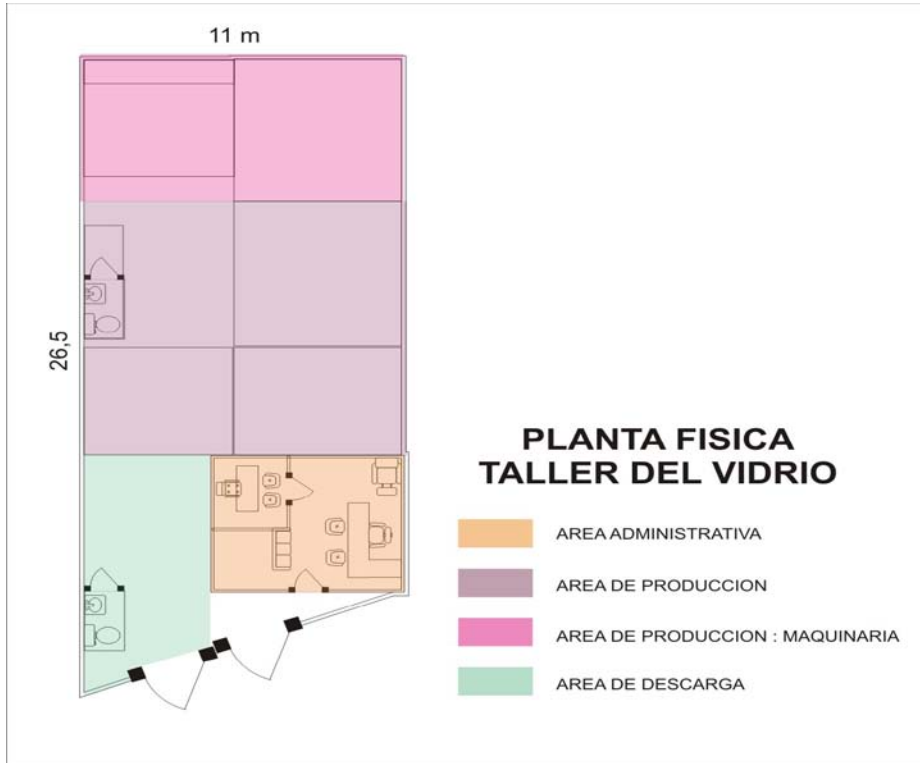 11 m
26,5
PLANTA FISICA
TALLER DEL VIDRIO
AREA ADMINISTRATIVA
AREA DE PRODUCCION
AREA DE PRODUCCION : MAQUINARIA
AREA DE DESCARGA